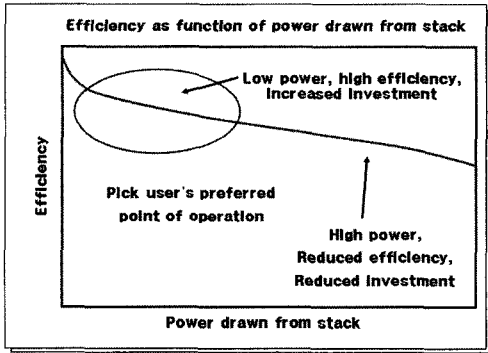 Efficiency as function of power drawn from stack
Low power, high efficiency,
Increased Investment
Efficiency
Pick user's preferred
point of operation
High power,
Reduced efficiency,
Reduced Investment
Power drawn from stack